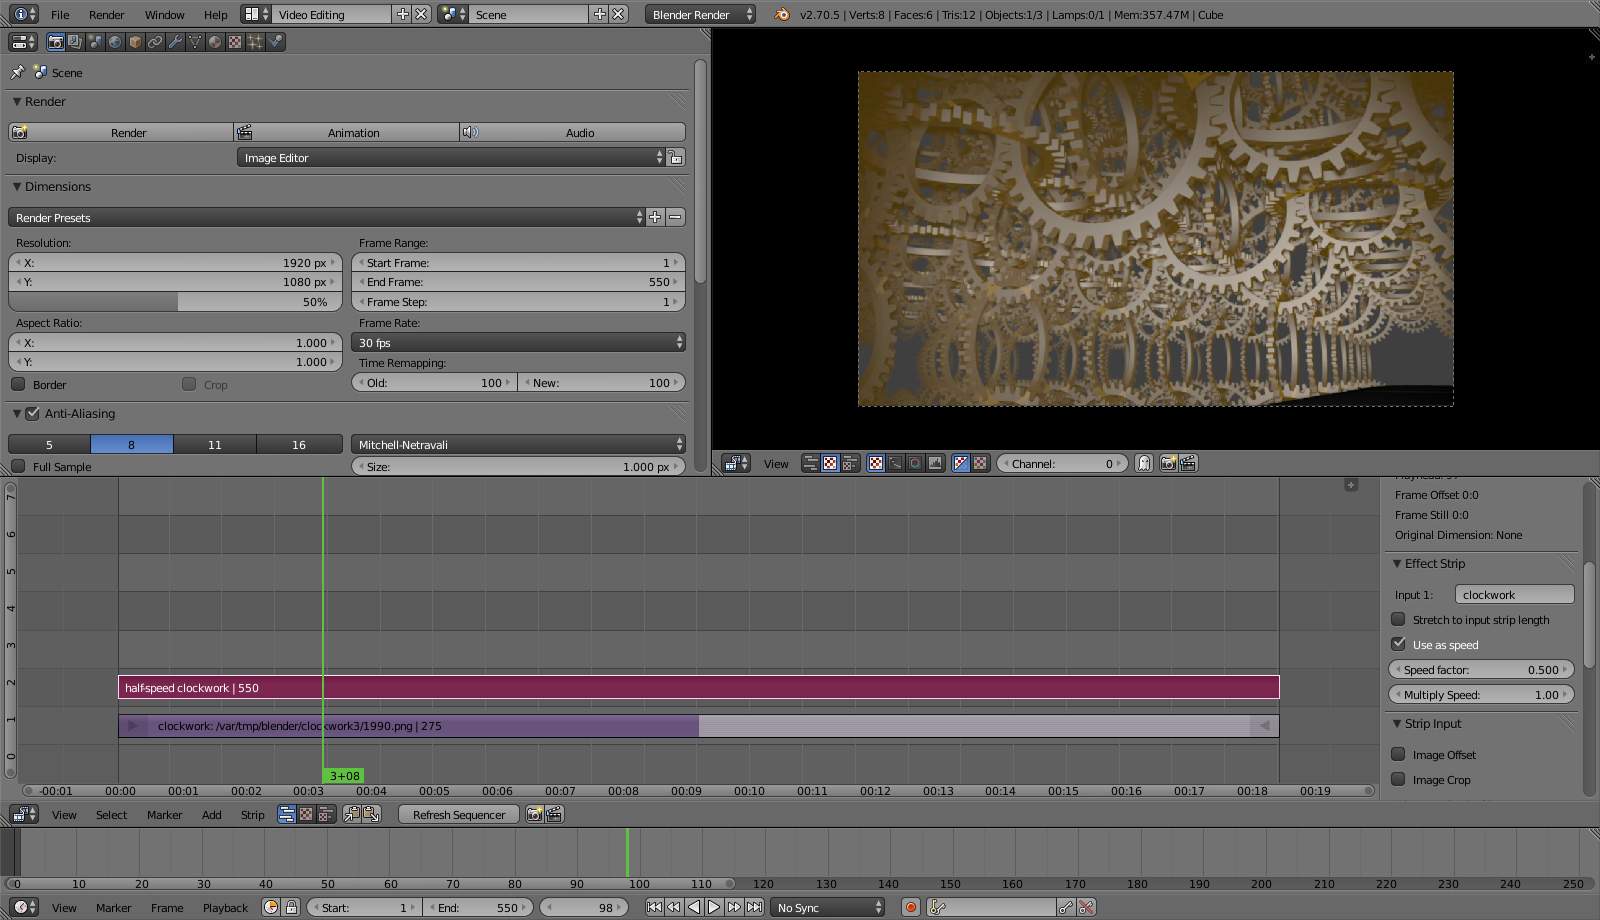 File Render Window Help Video Editing Scene Blender Render v2.70.5 | Verts:8 | Faces:6 | Tris:12 | Objects:1/3 | Lamps:0/1 | Mem:357.47M | Cube
Scene
Render
Render Animation Audio
Display: Image Editor
Dimensions
Render Presets
Resolution: Frame Range:
X: 1920 px Start Frame: 1
Y: 1080 px End Frame: 550
50% Frame Step: 1
Aspect Ratio: Frame Rate:
X: 1.000 30 fps
Y: 1.000 Time Remapping:
Border Crop Old: 100 New: 100
Anti-Aliasing
5 8 11 16 Mitchell-Netravali
Full Sample Size: 1.000 px
View Channel: 0
7
6
5
4
3
2
1
0
half-speed clockwork | 550
clockwork: /var/tmp/blender/clockwork3/1990.png | 275
3+08
-00:01 00:00 00:01 00:02 00:03 00:04 00:05 00:06 00:07 00:08 00:09 00:10 00:11 00:12 00:13 00:14 00:15 00:16 00:17 00:18 00:19
Frame Offset 0:0
Frame Still 0:0
Original Dimension: None
Effect Strip
Input 1: clockwork
Stretch to input strip length
Use as speed
Speed factor: 0.500
Multiply Speed: 1.00
Strip Input
Image Offset
Image Crop
View Select Marker Add Strip Refresh Sequencer
0 10 20 30 40 50 60 70 80 90 100 110 120 130 140 150 160 170 180 190 200 210 220 230 240 250
View Marker Frame Playback Start: 1 End: 550 98 No Sync